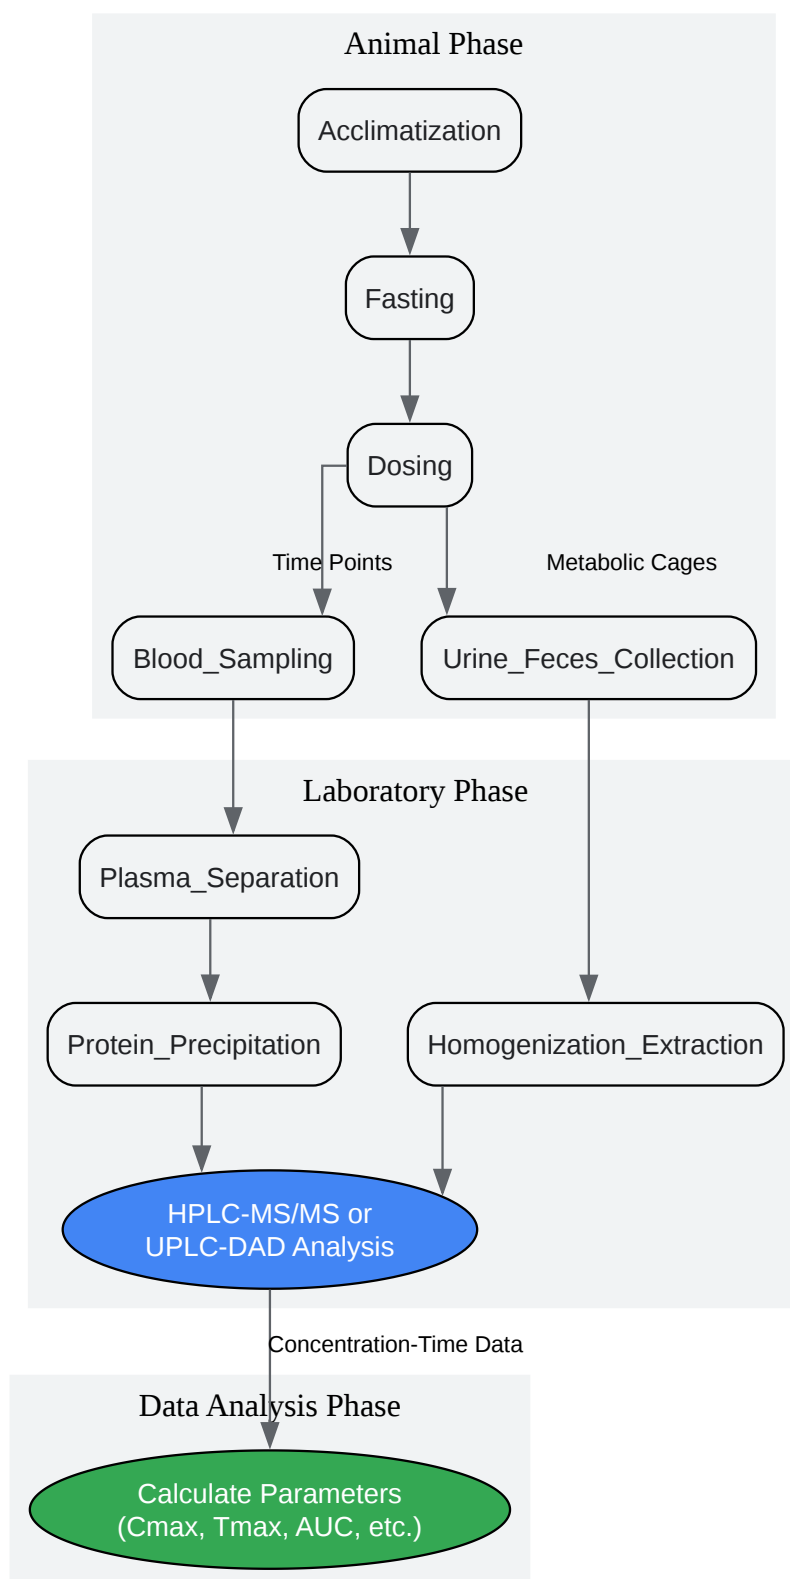 Animal Phase
Acclimatization
Fasting
Dosing
Time Points
Metabolic Cages
Blood_Sampling
Urine_Feces_Collection
Laboratory Phase
Plasma_Separation
Protein_Precipitation
Homogenization_Extraction
HPLC-MS/MS or
UPLC-DAD Analysis
Concentration-Time Data
Data Analysis Phase
Calculate Parameters
(Cmax, Tmax, AUC, etc.)